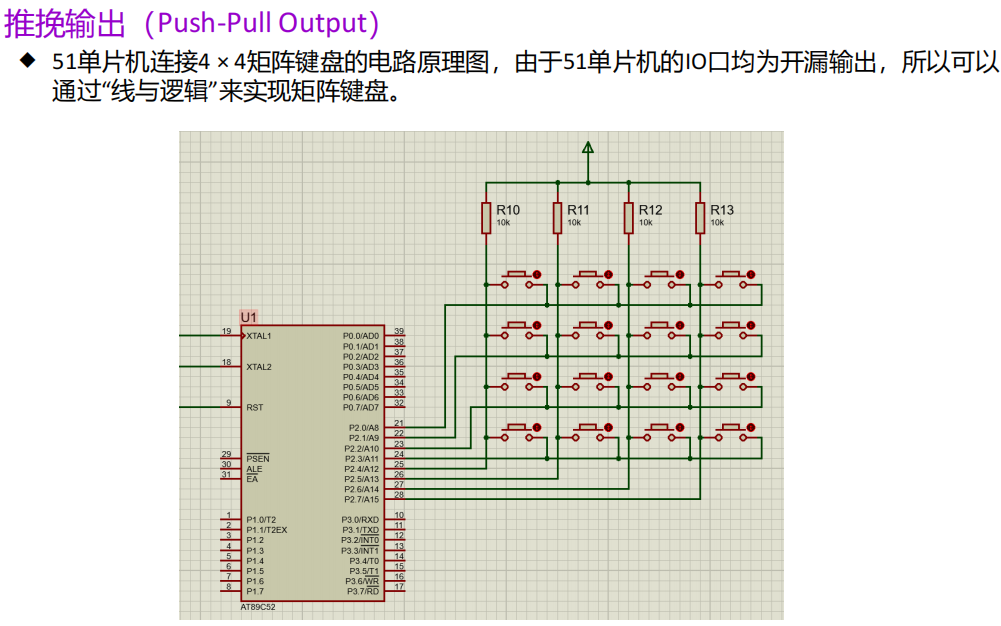 推挽输出（Push-Pull Output）
◆ 51单片机连接4 × 4矩阵键盘的电路原理图，由于51单片机的IO口均为开漏输出，所以可以
通过“线与逻辑”来实现矩阵键盘。
R10 R11 R12 R13
10k 10k 10k 10k
U1
19 XTAL1 P0.0/AD0 39
P0.1/AD1 38
P0.2/AD2 37
18 XTAL2 P0.3/AD3 36
P0.4/AD4 35
P0.5/AD5 34
P0.6/AD6 33
9 RST P0.7/AD7 32
P2.0/A8 21
P2.1/A9 22
P2.2/A10 23
29 PSEN P2.3/A11 24
30 ALE P2.4/A12 25
31 EA P2.5/A13 26
P2.6/A14 27
P2.7/A15 28
1 P1.0/T2 P3.0/RXD 10
2 P1.1/T2EX P3.1/TXD 11
3 P1.2 P3.2/INT0 12
4 P1.3 P3.3/INT1 13
5 P1.4 P3.4/T0 14
6 P1.5 P3.5/T1 15
7 P1.6 P3.6/WR 16
8 P1.7 P3.7/RD 17
AT89C52